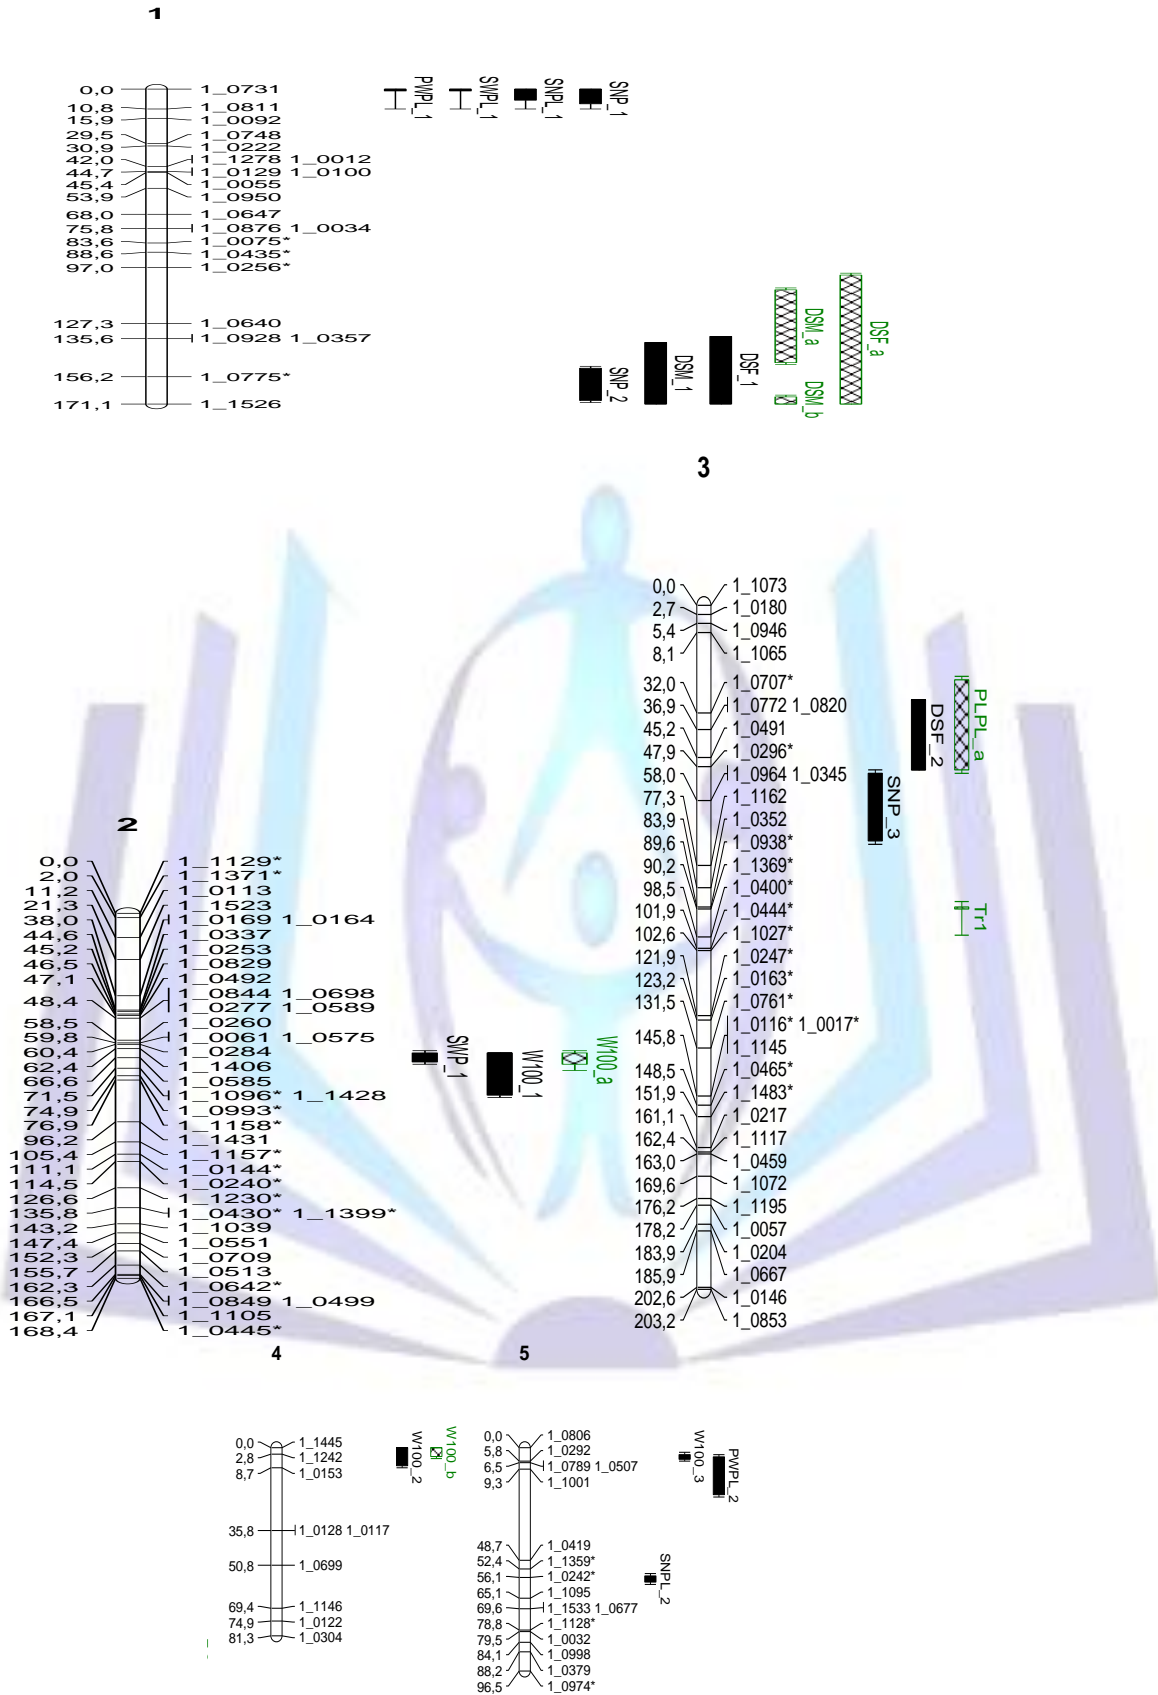 1
0,0 1_0731
10,8 1_0811
15,9 1_0092
29,5 1_0748
30,9 1_0222
42,0 1_1278 1_0012
44,7 1_0129 1_0100
45,4 1_0055
53,9 1_0950
68,0 1_0647
75,8 1_0876 1_0034
83,6 1_0075*
88,6 1_0435*
97,0 1_0256*
127,3 1_0640
135,6 1_0928 1_0357
156,2 1_0775*
171,1 1_1526
PWPL_1
SWPL_1
SNPL_1
SNP_1
SNP_2
DSM_1
DSF_1
DSM_a
DSM_b
DSF_a
2
0,0 1_1129*
2,0 1_1371*
11,2 1_0113
21,3 1_1523
38,0 1_0169 1_0164
44,6 1_0337
45,2 1_0253
46,5 1_0829
47,1 1_0492
1_0844 1_0698
48,4 1_0277 1_0589
58,5 1_0260
59,8 1_0061 1_0575
60,4 1_0284
62,4 1_1406
66,6 1_0585
71,5 1_1096* 1_1428
74,9 1_0993*
76,9 1_1158*
96,2 1_1431
105,4 1_1157*
111,1 1_0144*
114,5 1_0240*
126,6 1_1230*
135,8 1_0430* 1_1399*
143,2 1_1039
147,4 1_0551
152,3 1_0709
155,7 1_0513
162,3 1_0642*
166,5 1_0849 1_0499
167,1 1_1105
168,4 1_0445*
SWP_1
W100_1
W100_a
3
0,0 1_1073
2,7 1_0180
5,4 1_0946
8,1 1_1065
32,0 1_0707*
36,9 1_0772 1_0820
45,2 1_0491
47,9 1_0296*
58,0 1_0964 1_0345
77,3 1_1162
83,9 1_0352
89,6 1_0938*
90,2 1_1369*
98,5 1_0400*
101,9 1_0444*
102,6 1_1027*
121,9 1_0247*
123,2 1_0163*
131,5 1_0761*
1_0116* 1_0017*
145,8 1_1145
148,5 1_0465*
151,9 1_1483*
161,1 1_0217
162,4 1_1117
163,0 1_0459
169,6 1_1072
176,2 1_1195
178,2 1_0057
183,9 1_0204
185,9 1_0667
202,6 1_0146
203,2 1_0853
SNP_3
DSF_2
PLPL_a
Tr1
4
0,0 1_1445
2,8 1_1242
8,7 1_0153
35,8 1_0128 1_0117
50,8 1_0699
69,4 1_1146
74,9 1_0122
81,3 1_0304
W100_2
W100_b
5
0,0 1_0806
5,8 1_0292
6,5 1_0789 1_0507
9,3 1_1001
48,7 1_0419
52,4 1_1359*
56,1 1_0242*
65,1 1_1095
69,6 1_1533 1_0677
78,8 1_1128*
79,5 1_0032
84,1 1_0998
88,2 1_0379
96,5 1_0974*
W100_3
PWPL_2
SNPL_2